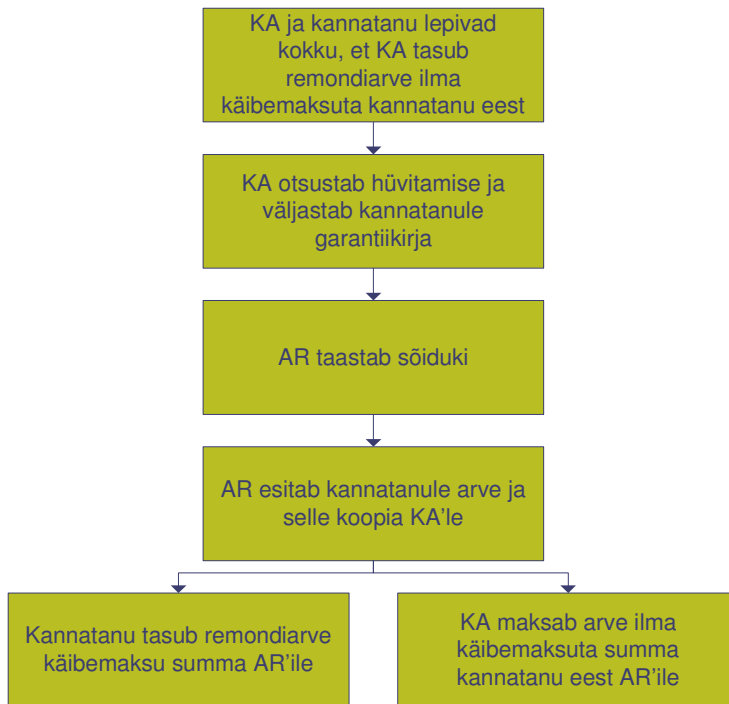 KA ja kannatanu lepivad
kokku, et KA tasub
remondiarve ilma
käibemaksuta kannatanu eest
KA otsustab hüvitamise ja
väljastab kannatanule
garantiikirja
AR taastab sõiduki
AR esitab kannatanule arve ja
selle koopia KA'le
Kannatanu tasub remondiarve
käibemaksu summa AR'ile
KA maksab arve ilma
käibemaksuta summa
kannatanu eest AR'ile